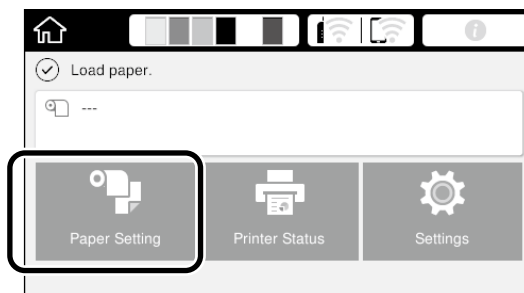 Load paper.
---
Paper Setting
Printer Status
Settings